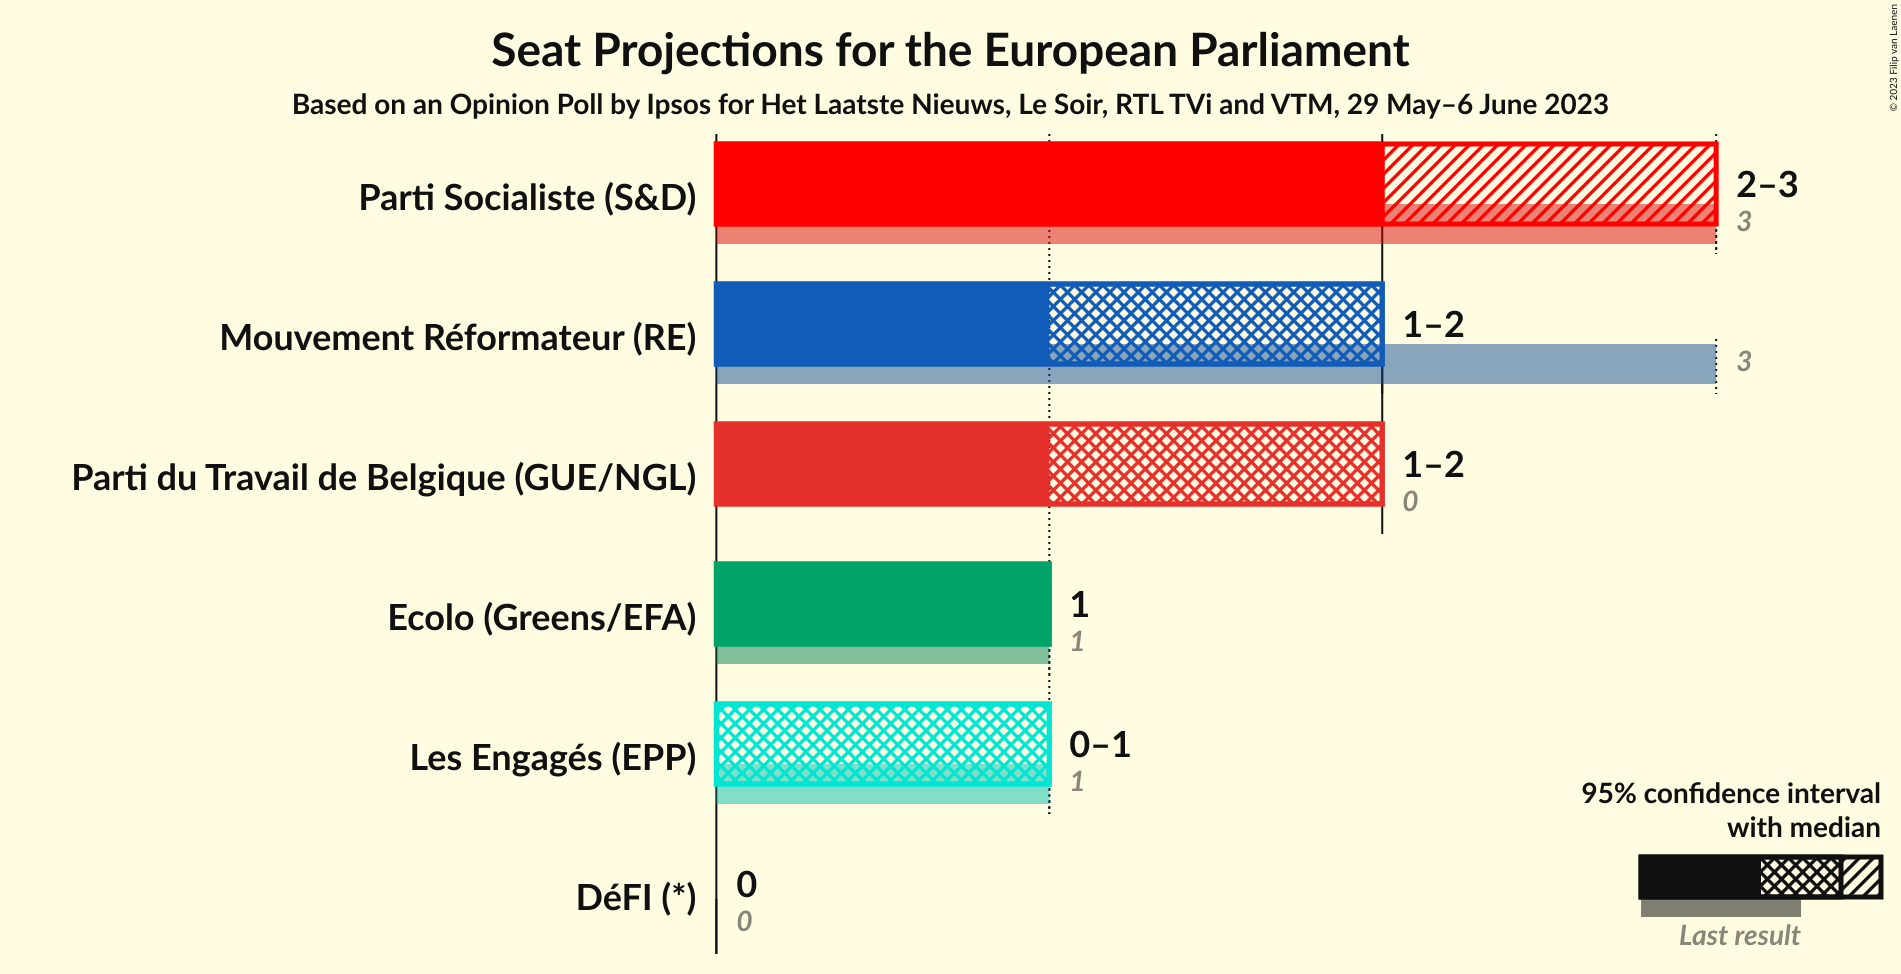 Seat Projections for the European Parliament
Based on an Opinion Poll by Ipsos for Het Laatste Nieuws, Le Soir, RTL TVi and VTM, 29 May–6 June 2023
© 2023 Filip van Laenen
Parti Socialiste (S&D)
2–3
3
Mouvement Réformateur (RE)
1–2
3
Parti du Travail de Belgique (GUE/NGL)
1–2
0
Ecolo (Greens/EFA)
1
1
Les Engagés (EPP)
0–1
1
DéFI (*)
0
0
95% confidence interval
with median
Last result